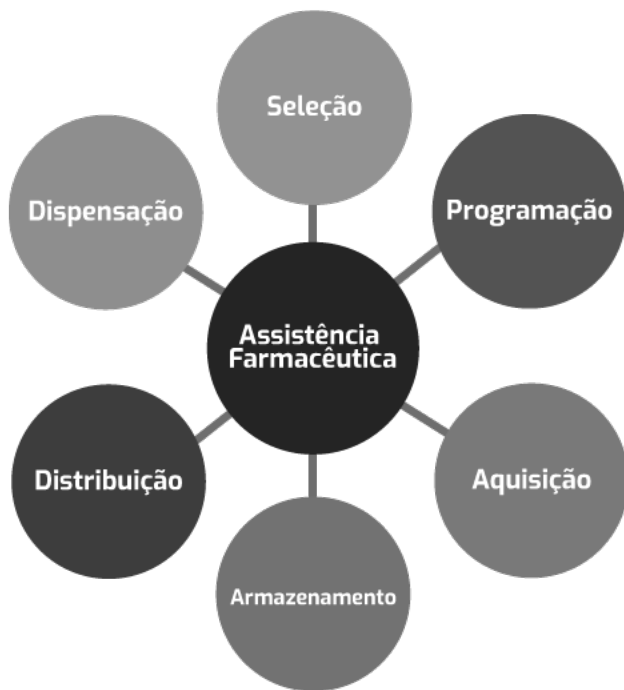 Seleção
Dispensação
Programação
Assistência
Farmacêutica
Distribuição
Aquisição
Armazenamento